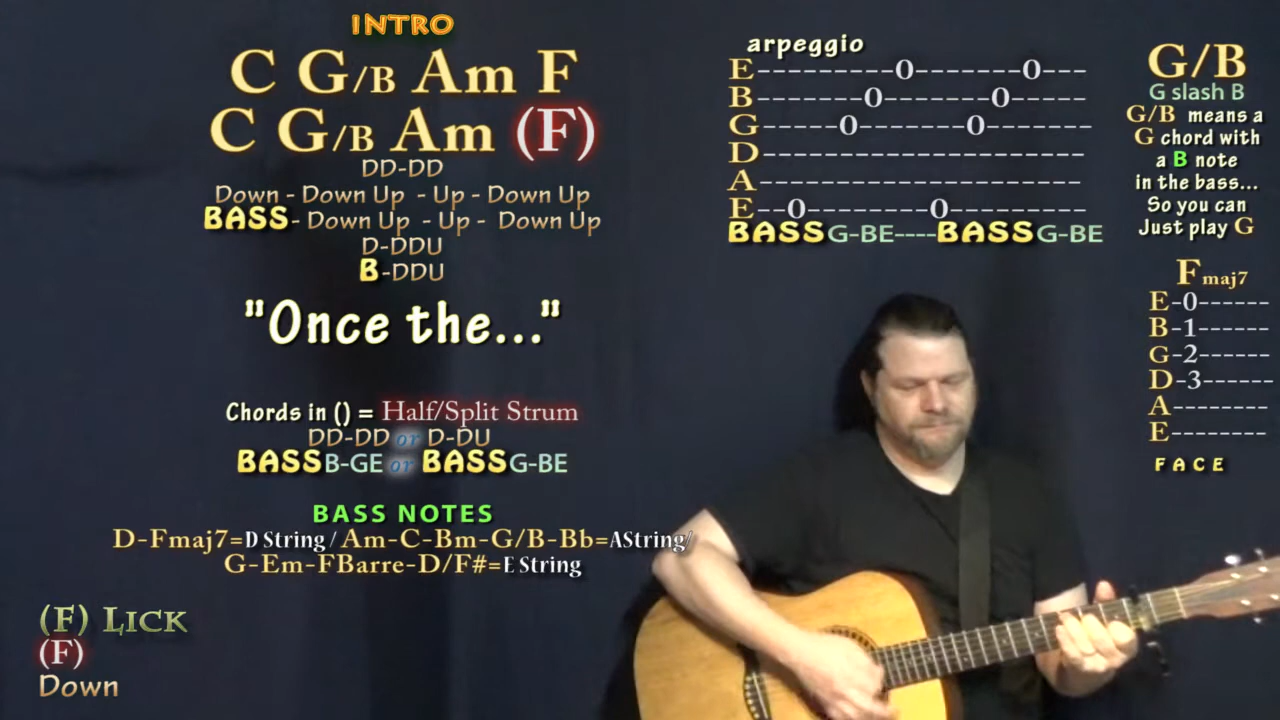 INTRO
C G/B Am F
C G/B Am (F)
DD-DD
Down - Down Up - Up - Down Up
BASS - Down Up - Up - Down Up
D-DDU
B-DDU
"Once the..."
Chords in () = Half/Split Strum
DD-DD or D-DU
BASSB-GE or BASSG-BE
BASS NOTES
D-Fmaj7=D String / Am-C-Bm-G/B-Bb=AString/
G-Em-FBarre-D/F#=E String
(F) LICK
(F)
Down
arpeggio
E---------0-------0---
B-------0-------0-----
G-----0-------0-------
D---------------------
A---------------------
E--0--------0---------
BASSG-BE----BASSG-BE
G/B
G slash B
G/B means a
G chord with
a B note
in the bass...
So you can
Just play G
Fmaj7
E-0------
B-1------
G-2------
D-3------
A--------
E--------
FACE